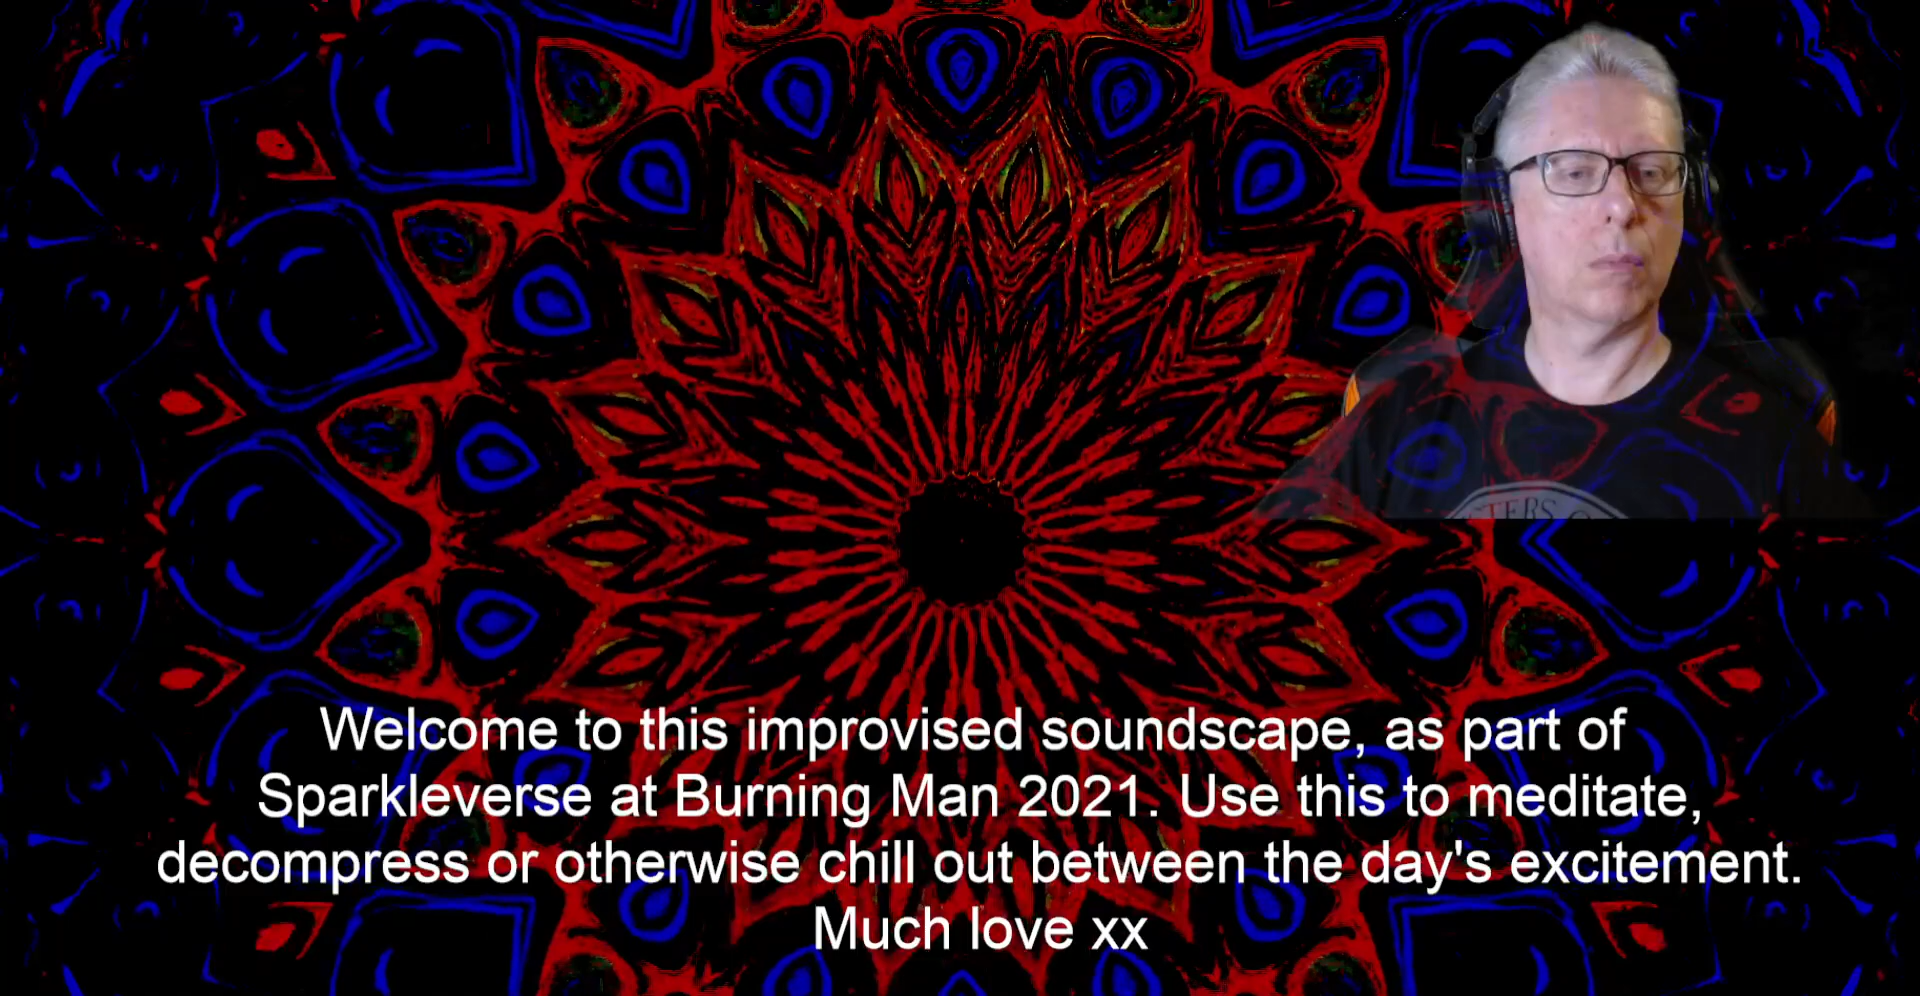 STERS O
Welcome to this improvised soundscape, as part of
Sparkleverse at Burning Man 2021. Use this to meditate,
decompress or otherwise chill out between the day's excitement.
Much love xx